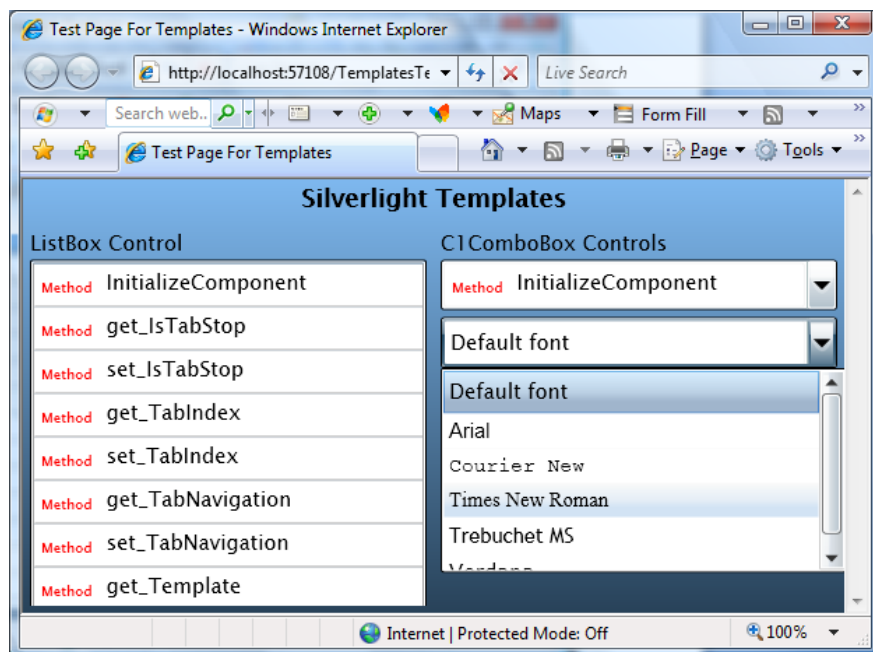 Test Page For Templates - Windows Internet Explorer
http://localhost:57108/TemplatesTe
Live Search
Search web..
Maps
Form Fill
Test Page For Templates
Page
Tools
Silverlight Templates
ListBox Control
Method InitializeComponent
Method get_IsTabStop
Method set_IsTabStop
Method get_TabIndex
Method set_TabIndex
Method get_TabNavigation
Method set_TabNavigation
Method get_Template
C1ComboBox Controls
Method InitializeComponent
Default font
Default font
Arial
Courier New
Times New Roman
Trebuchet MS
Verdana
Internet | Protected Mode: Off
100%